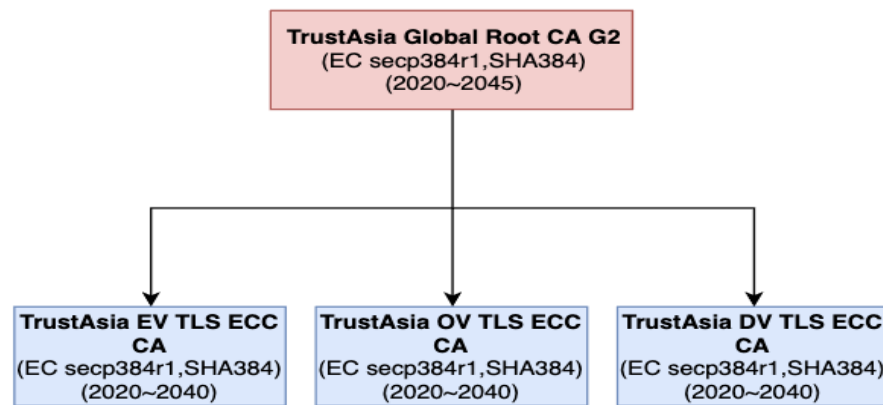 TrustAsia Global Root CA G2
(EC secp384r1,SHA384)
(2020~2045)
TrustAsia EV TLS ECC
CA
(EC secp384r1,SHA384)
(2020~2040)
TrustAsia OV TLS ECC
CA
(EC secp384r1,SHA384)
(2020~2040)
TrustAsia DV TLS ECC
CA
(EC secp384r1,SHA384)
(2020~2040)